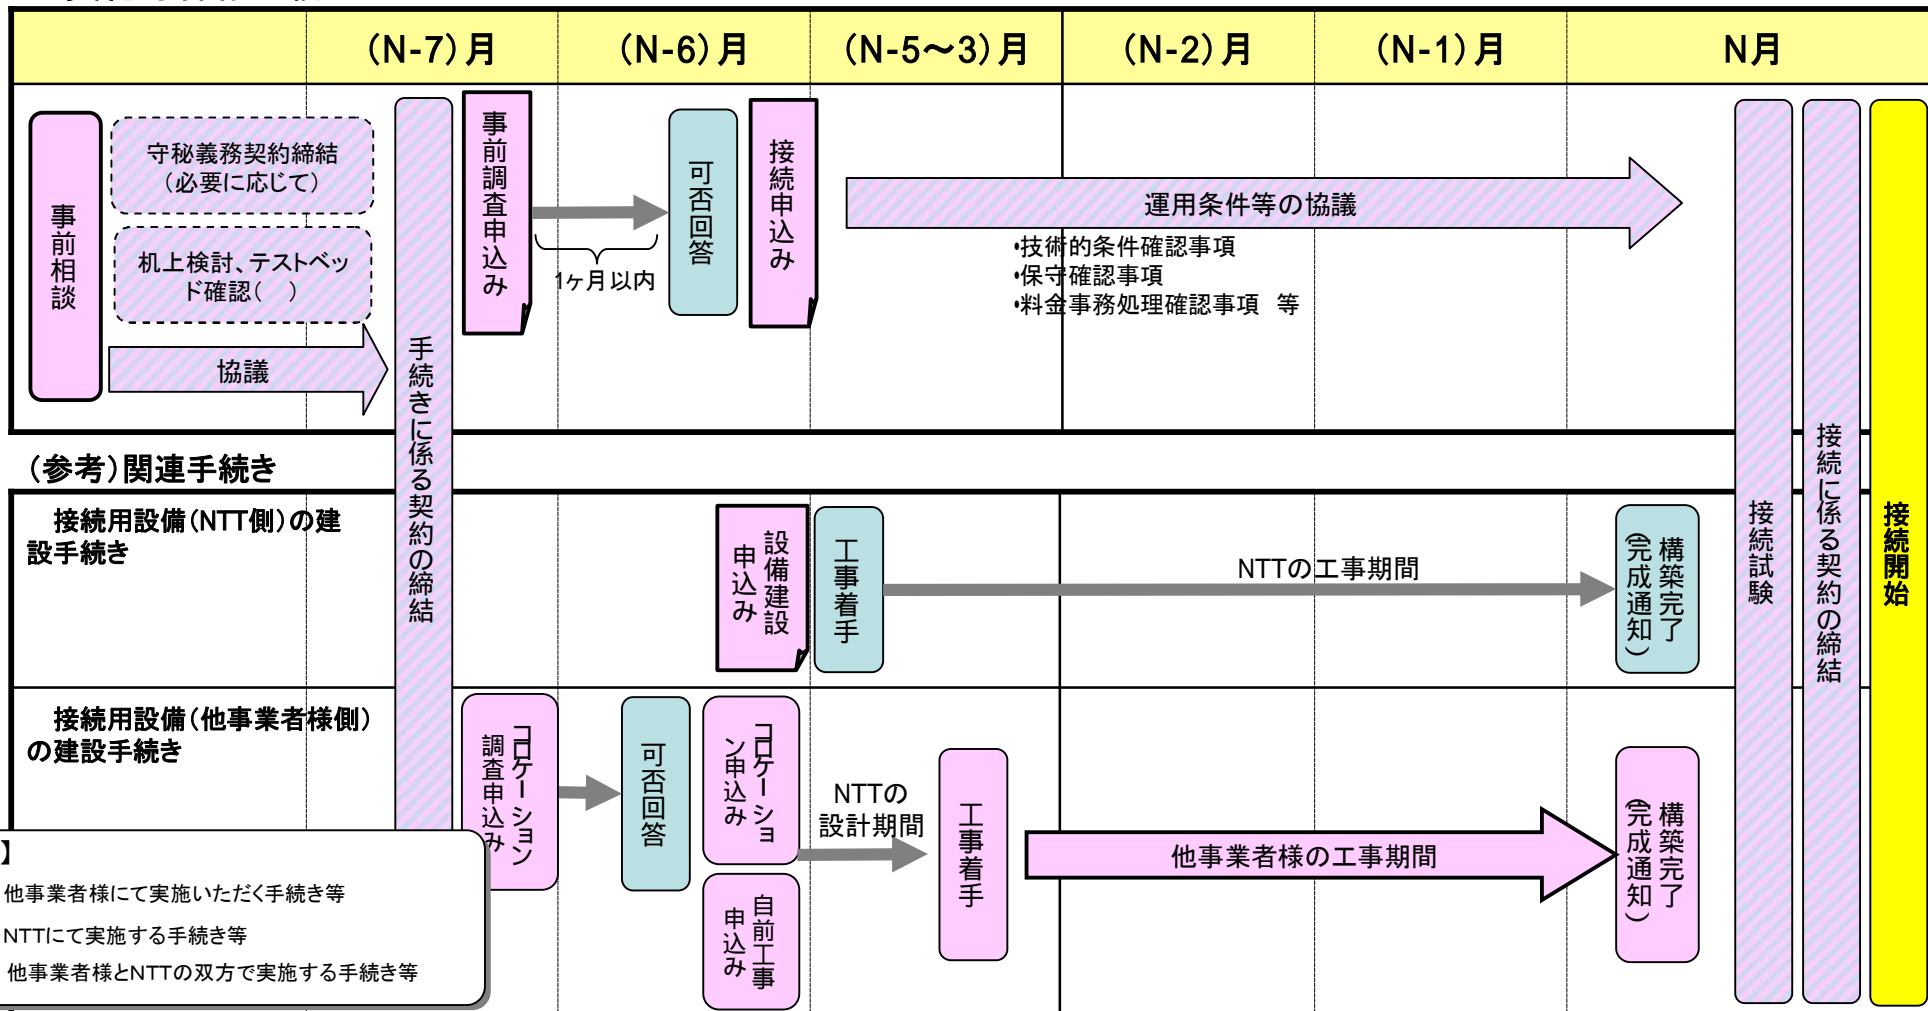 (N-7)月
(N-6)月
(N-5～3)月
(N-2)月
(N-1)月
N月
事前相談
守秘義務契約締結
(必要に応じて)
机上検討、テストベッ
ド確認(　)
協議
手続きに係る契約の締結
事前調査申込み
1ヶ月以内
可否回答
接続申込み
運用条件等の協議
•技術的条件確認事項
•保守確認事項
•料金事務処理確認事項　等
接続試験
接続に係る契約の締結
接続開始
(参考)関連手続き
接続用設備(NTT側)の建
設手続き
設備建設
申込み
工事着手
NTTの工事期間
構築完了
(完成通知)
接続用設備(他事業者様側)
の建設手続き
コロケーション
調査申込み
可否回答
コロケーショ
ン申込み
自前工事
申込み
NTTの
設計期間
工事着手
他事業者様の工事期間
構築完了
(完成通知)
】
他事業者様にて実施いただく手続き等
NTTにて実施する手続き等
他事業者様とNTTの双方で実施する手続き等